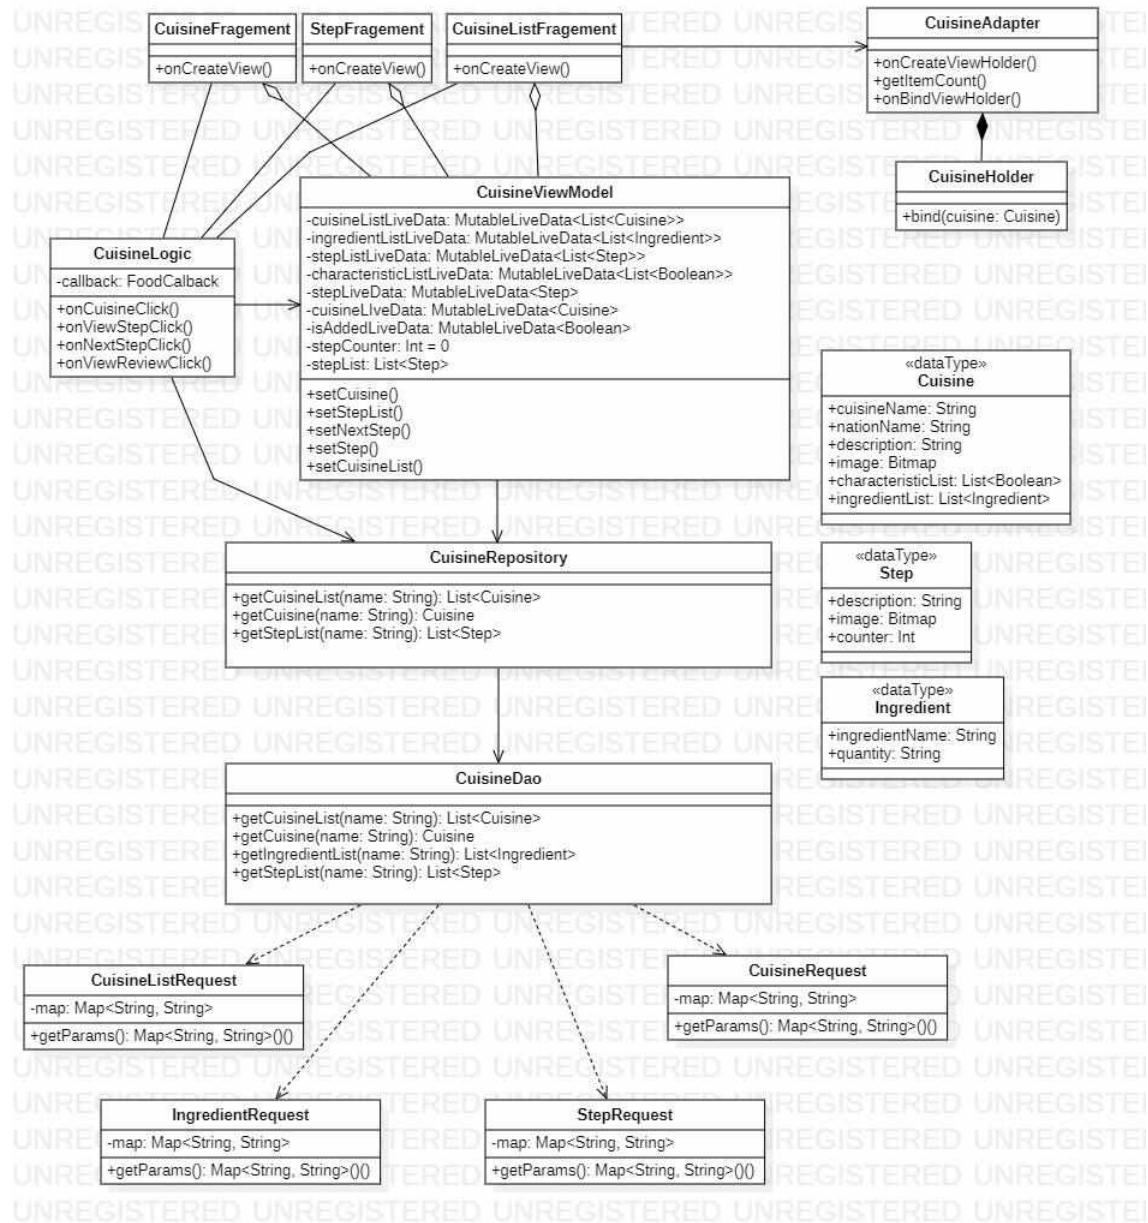 CuisineFragement
+onCreateView()
StepFragement
+onCreateView()
CuisineListFragement
+onCreateView()
CuisineAdapter
+onCreateViewHolder()
+getItemCount()
+onBindViewHolder()
CuisineHolder
+bind(cuisine: Cuisine)
CuisineLogic
-callback: FoodCalback
+onCuisineClick()
+onViewStepClick()
+onNextStepClick()
+onViewReviewClick()
CuisineViewModel
-cuisineListLiveData: MutableLiveData<List<Cuisine>>
-ingredientListLiveData: MutableLiveData<List<Ingredient>>
-stepListLiveData: MutableLiveData<List<Step>>
-characteristicListLiveData: MutableLiveData<List<Boolean>>
-stepLiveData: MutableLiveData<Step>
-cuisineLIveData: MutableLiveData<Cuisine>
-isAddedLiveData: MutableLiveData<Boolean>
-stepCounter: Int = 0
-stepList: List<Step>
+setCuisine()
+setStepList()
+setNextStep()
+setStep()
+setCuisineList()
«dataType»
Cuisine
+cuisineName: String
+nationName: String
+description: String
+image: Bitmap
+characteristicList: List<Boolean>
+ingredientList: List<Ingredient>
CuisineRepository
+getCuisineList(name: String): List<Cuisine>
+getCuisine(name: String): Cuisine
+getStepList(name: String): List<Step>
«dataType»
Step
+description: String
+image: Bitmap
+counter: Int
«dataType»
Ingredient
+ingredientName: String
+quantity: String
CuisineDao
+getCuisineList(name: String): List<Cuisine>
+getCuisine(name: String): Cuisine
+getIngredientList(name: String): List<Ingredient>
+getStepList(name: String): List<Step>
CuisineListRequest
-map: Map<String, String>
+getParams(): Map<String, String>()()
CuisineRequest
-map: Map<String, String>
+getParams(): Map<String, String>()()
IngredientRequest
-map: Map<String, String>
+getParams(): Map<String, String>()()
StepRequest
-map: Map<String, String>
+getParams(): Map<String, String>()()
UNREGISTERED